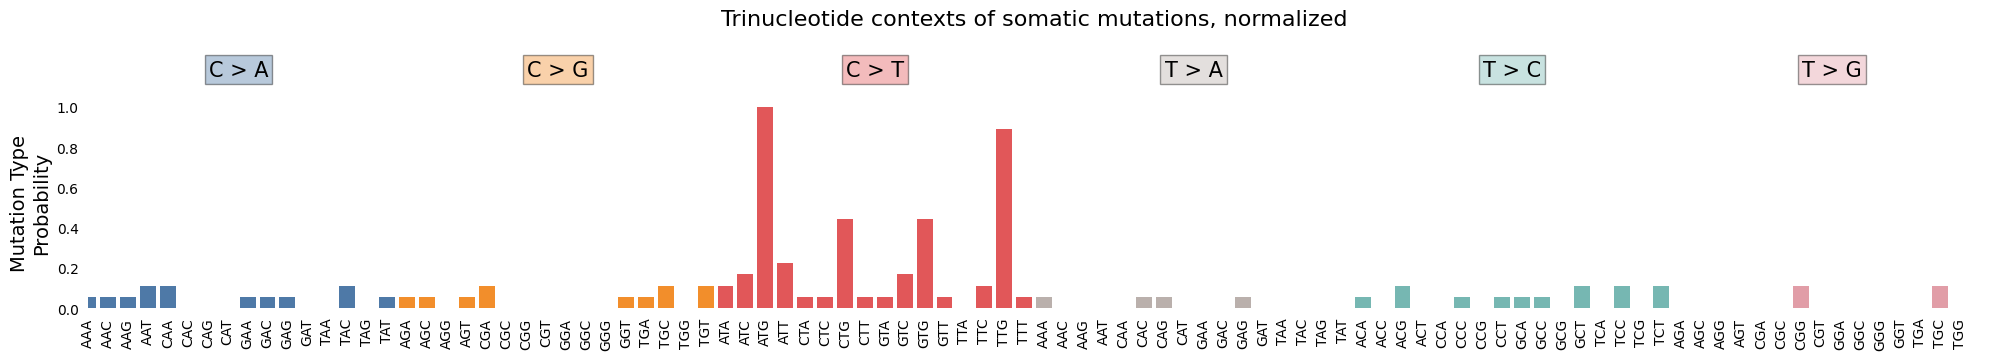 Trinucleotide contexts of somatic mutations, normalized
C > A
C > G
C > T
T > A
T > C
T > G
Mutation Type
Probability
1.0
0.8
0.6
0.4
0.2
0.0
AAA
AAC
AAG
AAT
CAA
CAC
CAG
CAT
GAA
GAC
GAG
GAT
TAA
TAC
TAG
TAT
AGA
AGC
AGG
AGT
CGA
CGC
CGG
CGT
GGA
GGC
GGG
GGT
TGA
TGC
TGG
TGT
ATA
ATC
ATG
ATT
CTA
CTC
CTG
CTT
GTA
GTC
GTG
GTT
TTA
TTC
TTG
TTT
AAA
AAC
AAG
AAT
CAA
CAC
CAG
CAT
GAA
GAC
GAG
GAT
TAA
TAC
TAG
TAT
ACA
ACC
ACG
ACT
CCA
CCC
CCG
CCT
GCA
GCC
GCG
GCT
TCA
TCC
TCG
TCT
AGA
AGC
AGG
AGT
CGA
CGC
CGG
CGT
GGA
GGC
GGG
GGT
TGA
TGC
TGG